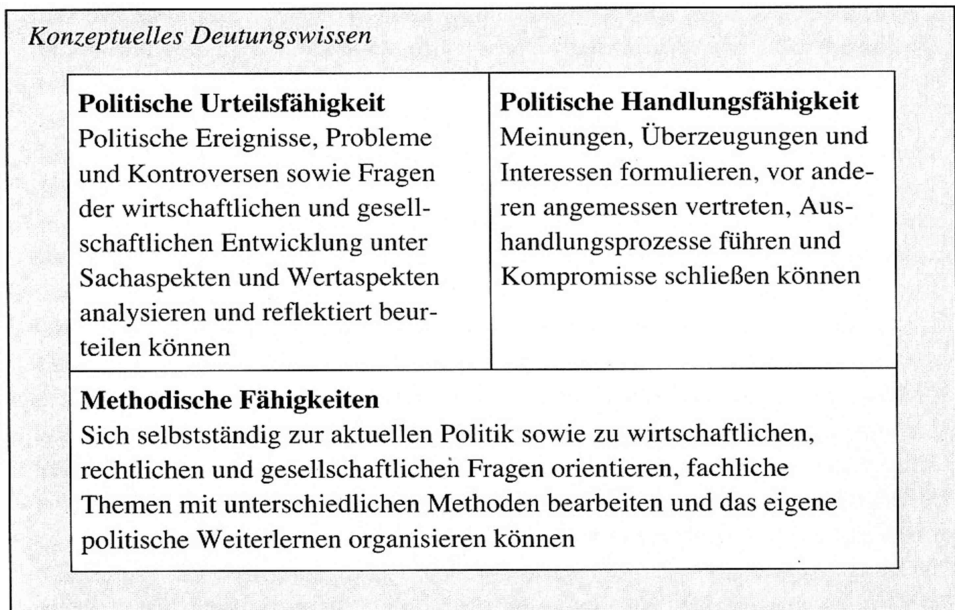 Konzeptuelles Deutungswissen
Politische Urteilsfähigkeit
Politische Ereignisse, Probleme
und Kontroversen sowie Fragen
der wirtschaftlichen und gesell-
schaftlichen Entwicklung unter
Sachaspekten und Wertaspekten
analysieren und reflektiert beur-
teilen können
Politische Handlungsfähigkeit
Meinungen, Überzeugungen und
Interessen formulieren, vor ande-
ren angemessen vertreten, Aus-
handlungsprozesse führen und
Kompromisse schließen können
Methodische Fähigkeiten
Sich selbstständig zur aktuellen Politik sowie zu wirtschaftlichen,
rechtlichen und gesellschaftlichen Fragen orientieren, fachliche
Themen mit unterschiedlichen Methoden bearbeiten und das eigene
politische Weiterlernen organisieren können